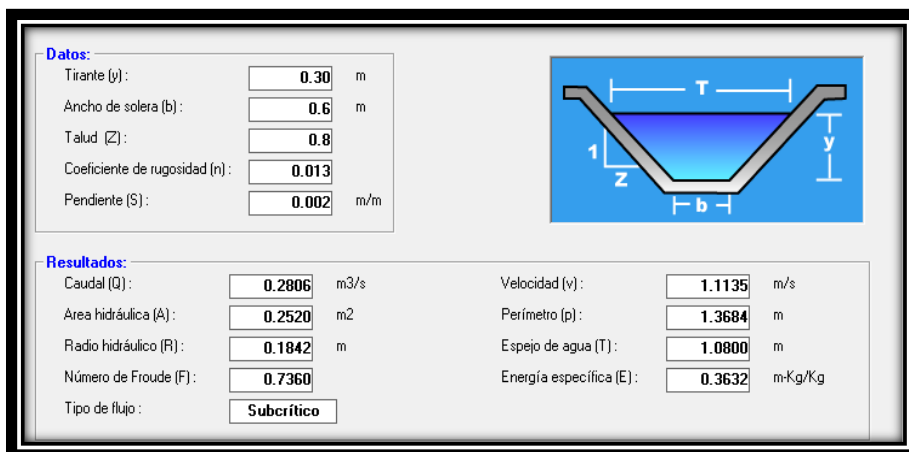 Datos:
Tirante (y) : 0.30 m
Ancho de solera (b) : 0.6 m
Talud (Z) : 0.8
Coeficiente de rugosidad (n) : 0.013
Pendiente (S) : 0.002 m/m
T
1
Z
y
b
Resultados:
Caudal (Q) : 0.2806 m3/s Velocidad (v) : 1.1135 m/s
Area hidráulica (A) : 0.2520 m2 Perímetro (p) : 1.3684 m
Radio hidráulico (R) : 0.1842 m Espejo de agua (T) : 1.0800 m
Número de Froude (F) : 0.7360 Energía específica (E) : 0.3632 m-Kg/Kg
Tipo de flujo : Subcrítico